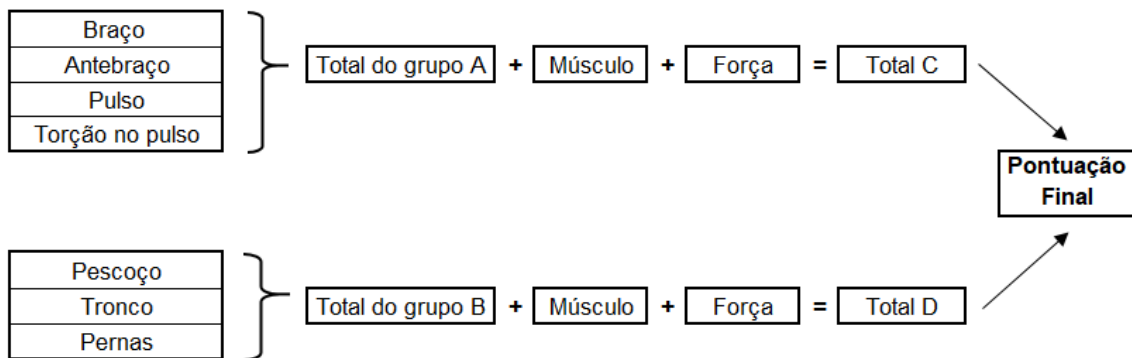 Braço
Antebraço
Pulso
Torção no pulso
Total do grupo A + Músculo + Força = Total C
Pontuação
Final
Pescoço
Tronco
Pernas
Total do grupo B + Músculo + Força = Total D